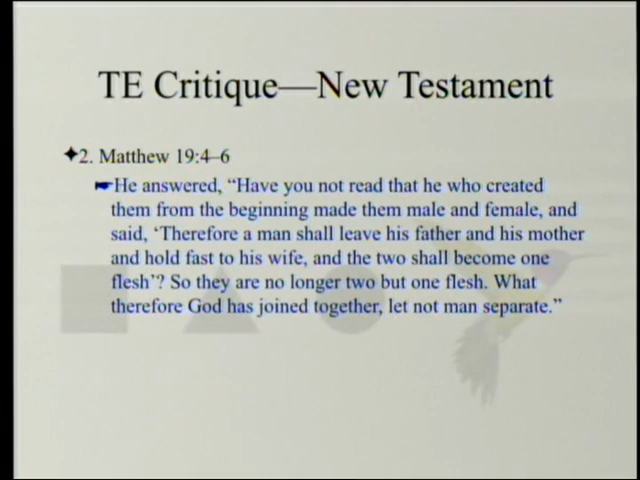 TE Critique—New Testament
✦2. Matthew 19:4–6
☛He answered, “Have you not read that he who created
them from the beginning made them male and female, and
said, ‘Therefore a man shall leave his father and his mother
and hold fast to his wife, and the two shall become one
flesh’? So they are no longer two but one flesh. What
therefore God has joined together, let not man separate.”